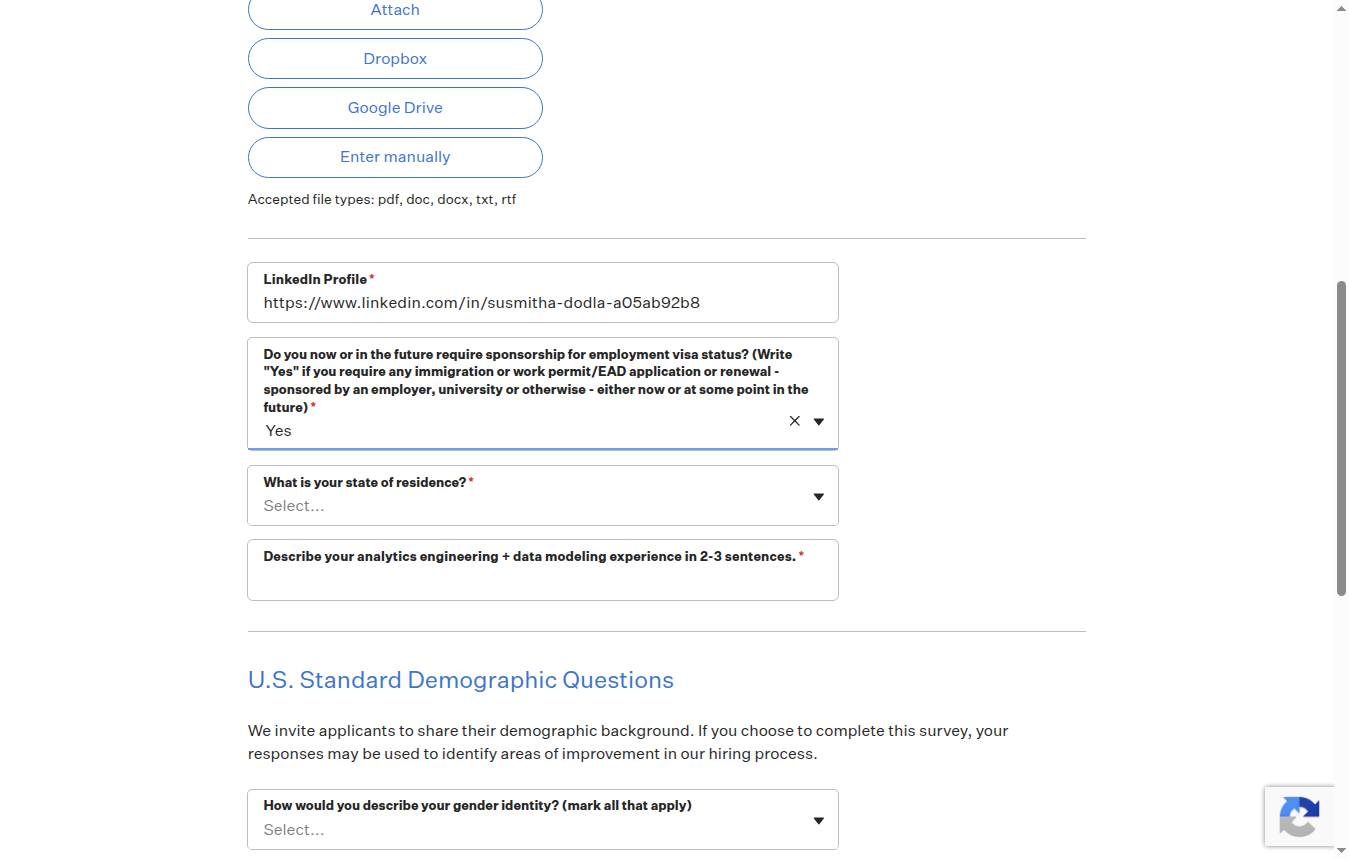 Attach
Dropbox
Google Drive
Enter manually
Accepted file types: pdf, doc, docx, txt, rtf
LinkedIn Profile *
https://www.linkedin.com/in/susmitha-dodla-a05ab92b8
Do you now or in the future require sponsorship for employment visa status? (Write
"Yes" if you require any immigration or work permit/EAD application or renewal -
sponsored by an employer, university or otherwise - either now or at some point in the
future) *
Yes
What is your state of residence? *
Select...
Describe your analytics engineering + data modeling experience in 2-3 sentences. *
U.S. Standard Demographic Questions
We invite applicants to share their demographic background. If you choose to complete this survey, your
responses may be used to identify areas of improvement in our hiring process.
How would you describe your gender identity? (mark all that apply)
Select...